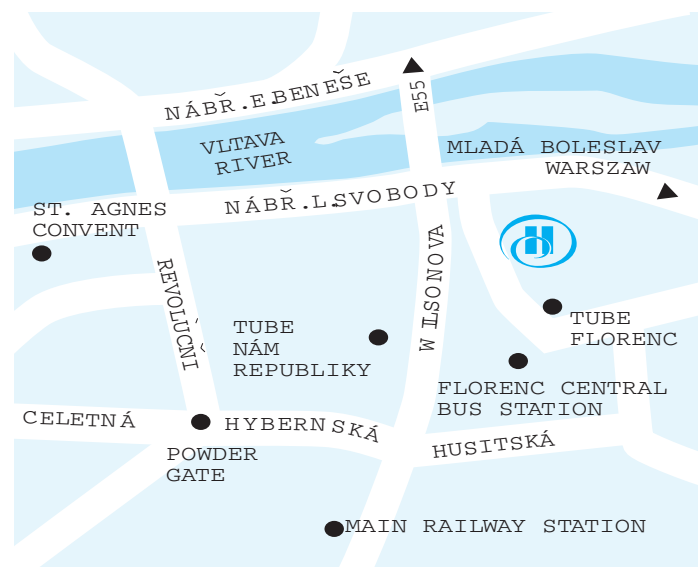 NÁBŘ.E.BENEŠE
E55
VLTAVA
RIVER
MLADÁ BOLESLAV
WARSZAW
NÁBŘ.L.SVOBODY
ST. AGNES
CONVENT
REVOLUČNÍ
WILSONOVA
TUBE
NÁM
REPUBLIKY
TUBE
FLORENC
FLORENC CENTRAL
BUS STATION
CELETNÁ
HYBERNSKÁ
HUSITSKÁ
POWDER
GATE
MAIN RAILWAY STATION
H